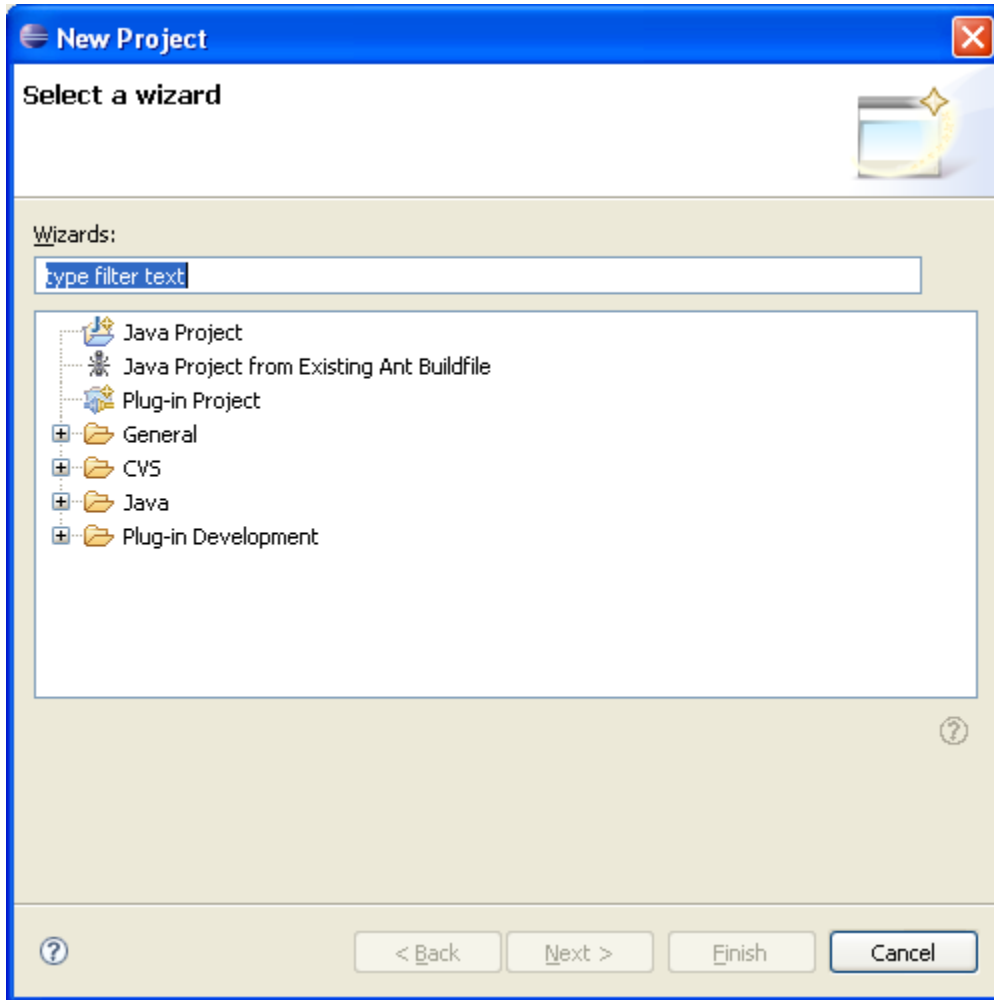 New Project
Select a wizard
Wizards:
type filter text
Java Project
Java Project from Existing Ant Buildfile
Plug-in Project
General
CVS
Java
Plug-in Development
< Back Next > Finish Cancel